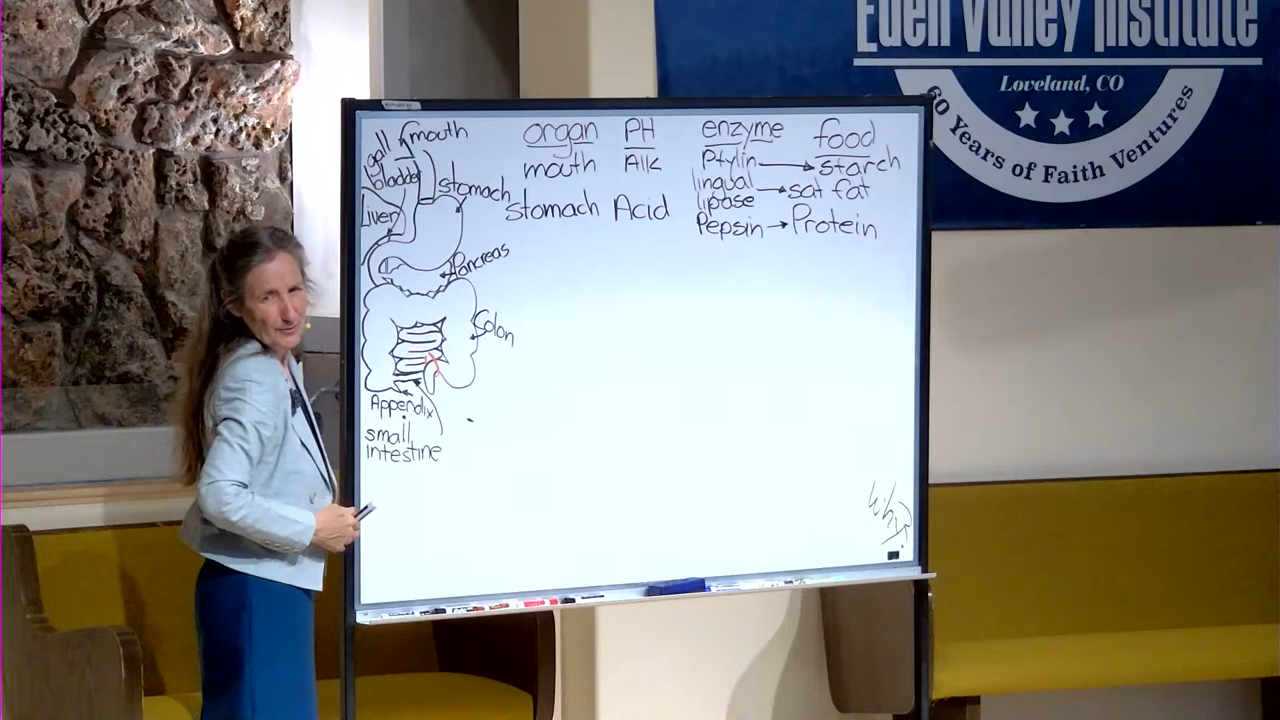 Eden Valley Institute
Loveland, CO
60 Years of Faith Ventures
mouth
gall
bladder
stomach
Liver
Pancreas
Colon
Appendix
small
intestine
organ PH enzyme food
mouth Alk Ptylin → starch
lingual
lipase → sat fat
stomach Acid Pepsin → Protein
Why?